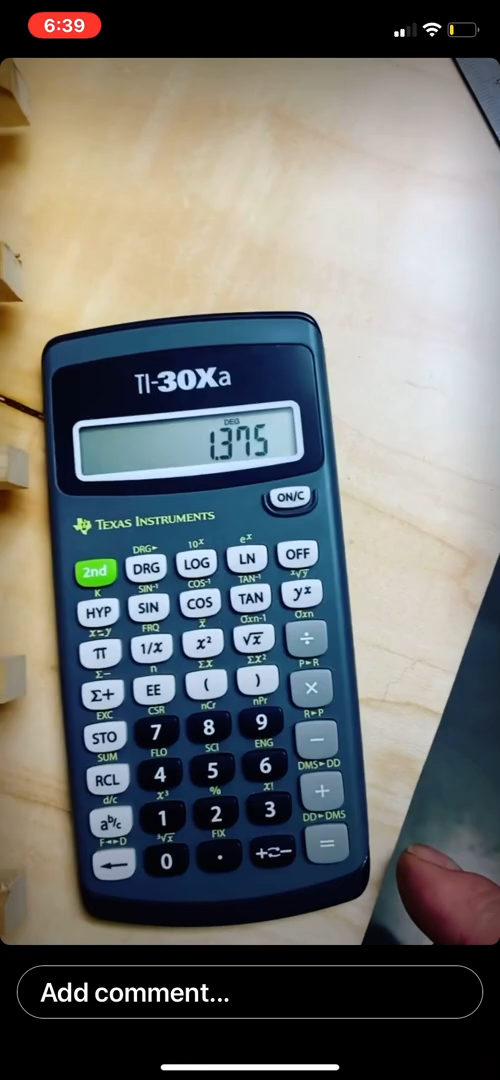 6:39
TI-30Xa
DEG
1.375
ON/C
TEXAS INSTRUMENTS
DRG► 10ˣ eˣ
2nd DRG LOG LN OFF
K SIN⁻¹ COS⁻¹ TAN⁻¹ ˣ√y
HYP SIN COS TAN yˣ
x⇄y FRQ x̅ σxn-1 σxn
π 1/x x² √x ÷
Σ− n Σx Σx² P►R
Σ+ EE ( ) ×
EXC CSR nCr nPr R►P
STO 7 8 9 −
SUM FLO SCI ENG DMS►DD
RCL 4 5 6 +
d/c x³ % x! DD►DMS
aᵇ/c 1 2 3 =
F◄►D ³√x FIX
← 0 . +⇄−
Add comment...